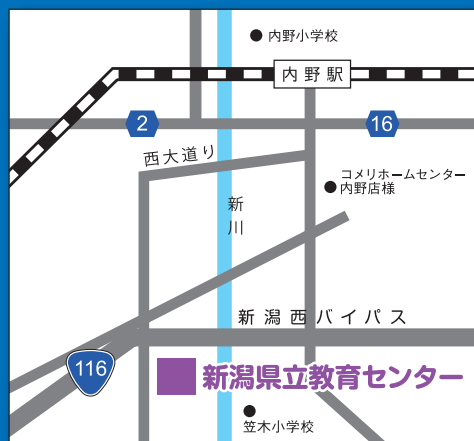 内野小学校
内野駅
2
16
西大道り
コメリホームセンター
内野店様
新川
新潟西バイパス
116
新潟県立教育センター
笠木小学校